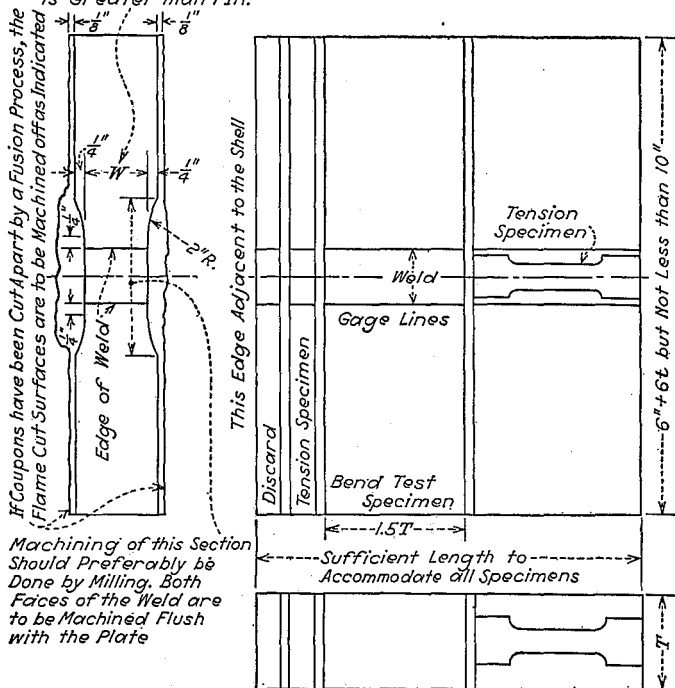 is Greater than 1 in.
1/8"
1/8"
If Coupons have been Cut Apart by a Fusion Process, the
Flame Cut Surfaces are to be Machined off as Indicated
1/4"
W
1/4"
1/4"
1/4"
2"R.
Edge of Weld
This Edge Adjacent to the Shell
Discard
Tension Specimen
Weld
Gage Lines
Tension
Specimen
Bend Test
Specimen
1.5T
6"+6t but Not Less than 10"
Sufficient Length to
Accommodate all Specimens
Machining of this Section
Should Preferably be
Done by Milling. Both
Faces of the Weld are
to be Machined Flush
with the Plate
T